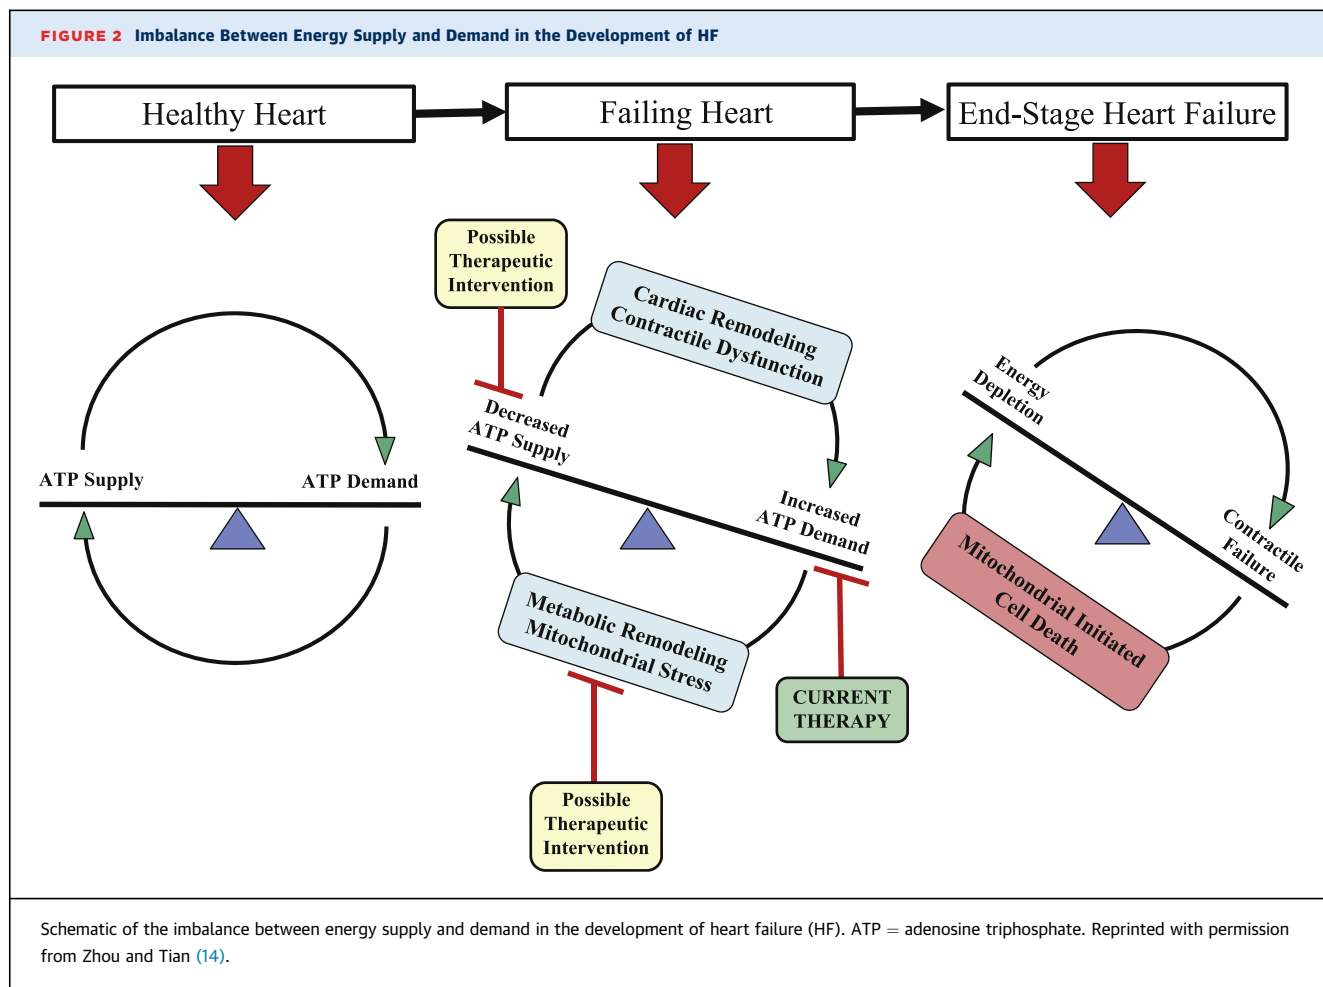 FIGURE 2 Imbalance Between Energy Supply and Demand in the Development of HF
Healthy Heart
Failing Heart
End-Stage Heart Failure
ATP Supply
ATP Demand
Possible
Therapeutic
Intervention
Cardiac Remodeling
Contractile Dysfunction
Decreased
ATP Supply
Increased
ATP Demand
Metabolic Remodeling
Mitochondrial Stress
CURRENT
THERAPY
Possible
Therapeutic
Intervention
Energy
Depletion
Contractile
Failure
Mitochondrial Initiated
Cell Death
Schematic of the imbalance between energy supply and demand in the development of heart failure (HF). ATP = adenosine triphosphate. Reprinted with permission
from Zhou and Tian (14).